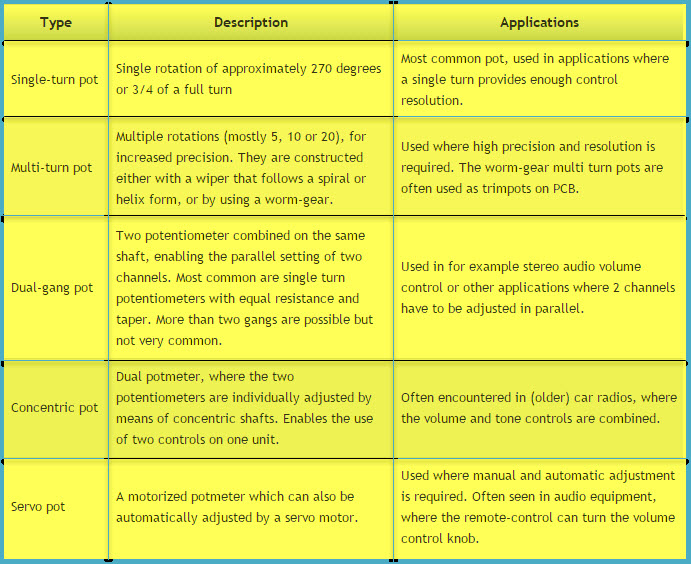 Type Description Applications
Single-turn pot
Single rotation of approximately 270 degrees
or 3/4 of a full turn
Most common pot, used in applications where
a single turn provides enough control
resolution.
Multi-turn pot
Multiple rotations (mostly 5, 10 or 20), for
increased precision. They are constructed
either with a wiper that follows a spiral or
helix form, or by using a worm-gear.
Used where high precision and resolution is
required. The worm-gear multi turn pots are
often used as trimpots on PCB.
Dual-gang pot
Two potentiometer combined on the same
shaft, enabling the parallel setting of two
channels. Most common are single turn
potentiometers with equal resistance and
taper. More than two gangs are possible but
not very common.
Used in for example stereo audio volume
control or other applications where 2 channels
have to be adjusted in parallel.
Concentric pot
Dual potmeter, where the two
potentiometers are individually adjusted by
means of concentric shafts. Enables the use
of two controls on one unit.
Often encountered in (older) car radios, where
the volume and tone controls are combined.
Servo pot
A motorized potmeter which can also be
automatically adjusted by a servo motor.
Used where manual and automatic adjustment
is required. Often seen in audio equipment,
where the remote-control can turn the volume
control knob.